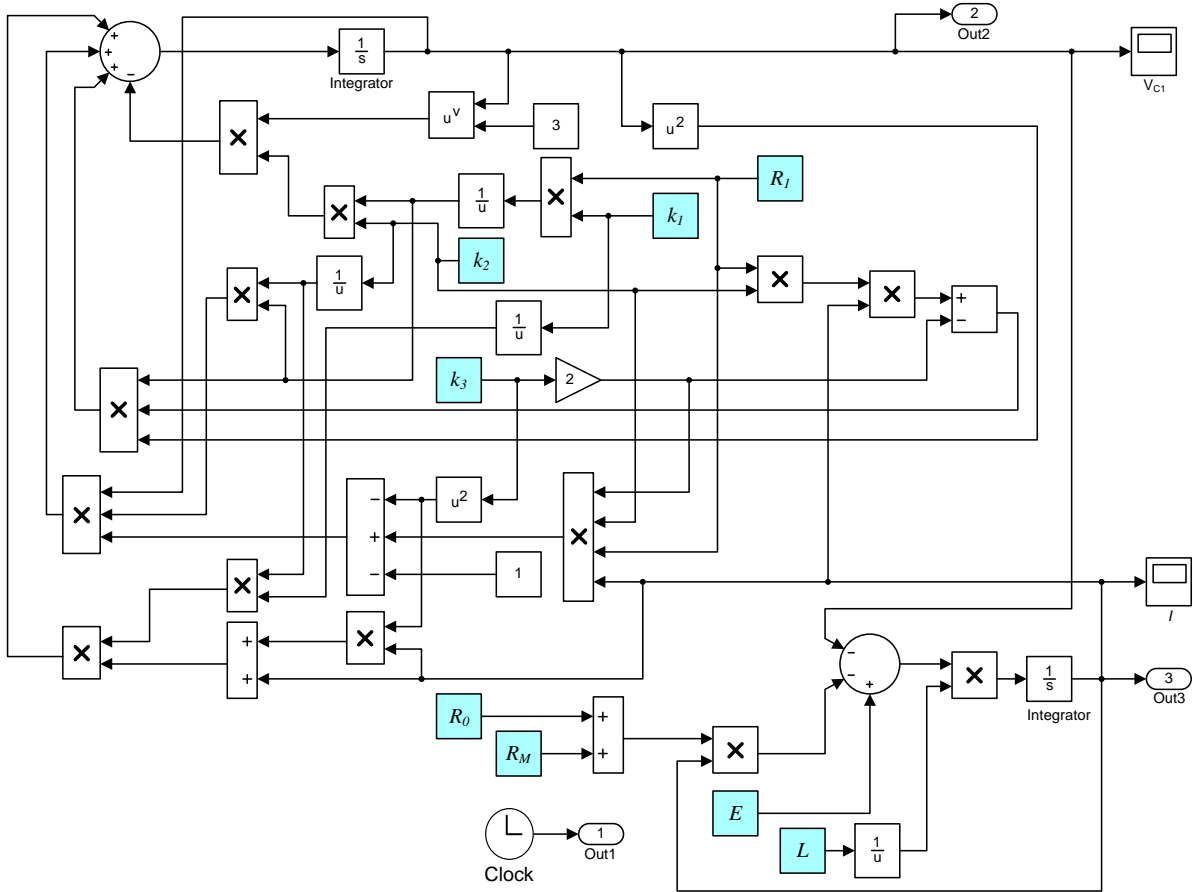 2
Out2
+
+
+
−
1
s
Integrator
V_C1
u^v
3
u^2
R_1
1
u
k_1
k_2
1
u
+
−
1
u
k_3
2
−
+
−
u^2
1
I
+
+
−
−
+
1
s
Integrator
3
Out3
R_0
R_M
+
+
E
L
1
u
1
Out1
Clock